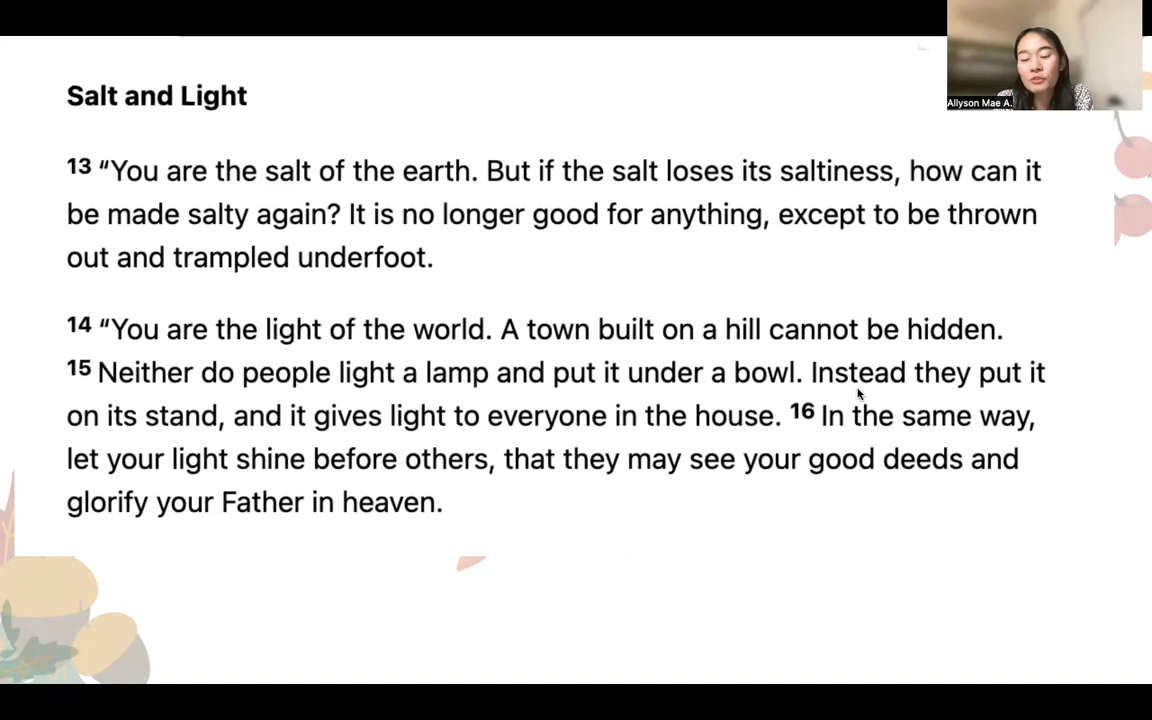 Allyson Mae A.
Salt and Light
13 “You are the salt of the earth. But if the salt loses its saltiness, how can it
be made salty again? It is no longer good for anything, except to be thrown
out and trampled underfoot.
14 “You are the light of the world. A town built on a hill cannot be hidden.
15 Neither do people light a lamp and put it under a bowl. Instead they put it
on its stand, and it gives light to everyone in the house. 16 In the same way,
let your light shine before others, that they may see your good deeds and
glorify your Father in heaven.